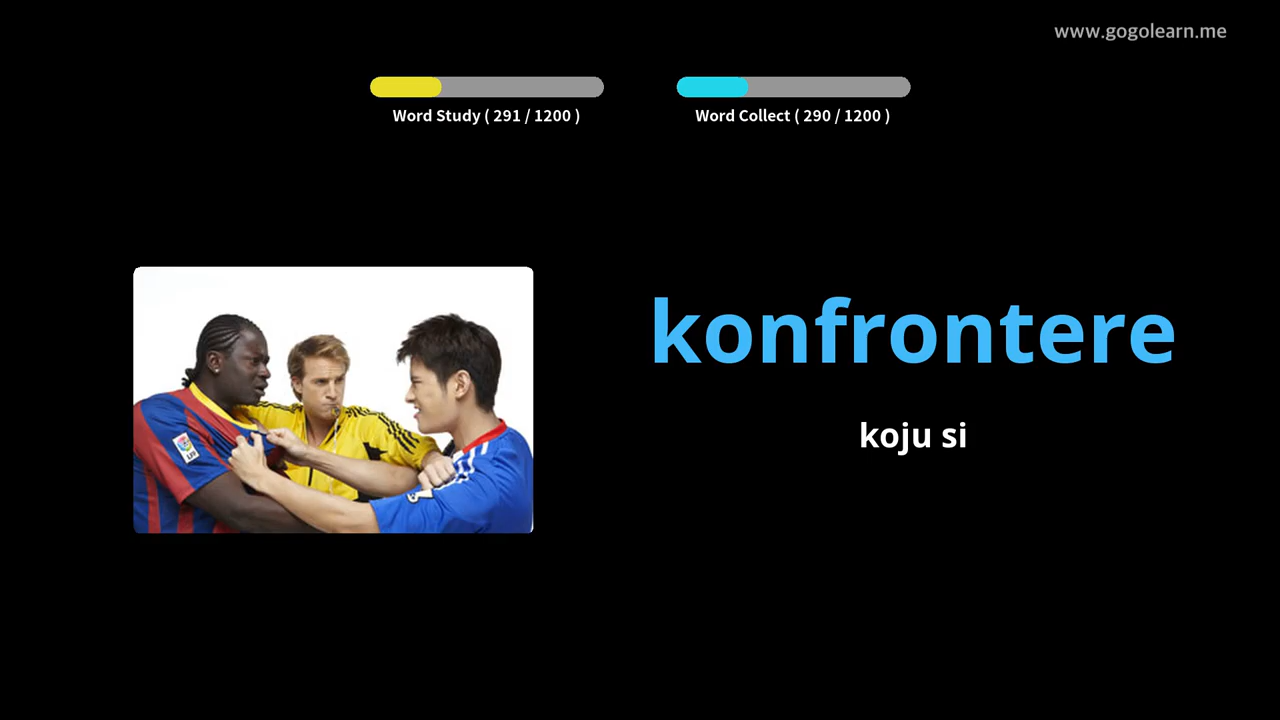 www.gogolearn.me
Word Study ( 291 / 1200 )
Word Collect ( 290 / 1200 )
konfrontere
koju si